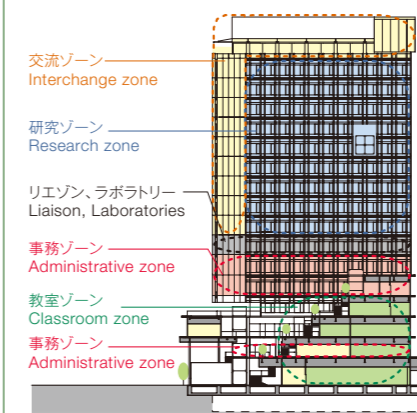 交流ゾーン
Interchange zone
研究ゾーン
Research zone
リエゾン、ラボラトリー
Liaison, Laboratories
事務ゾーン
Administrative zone
教室ゾーン
Classroom zone
事務ゾーン
Administrative zone